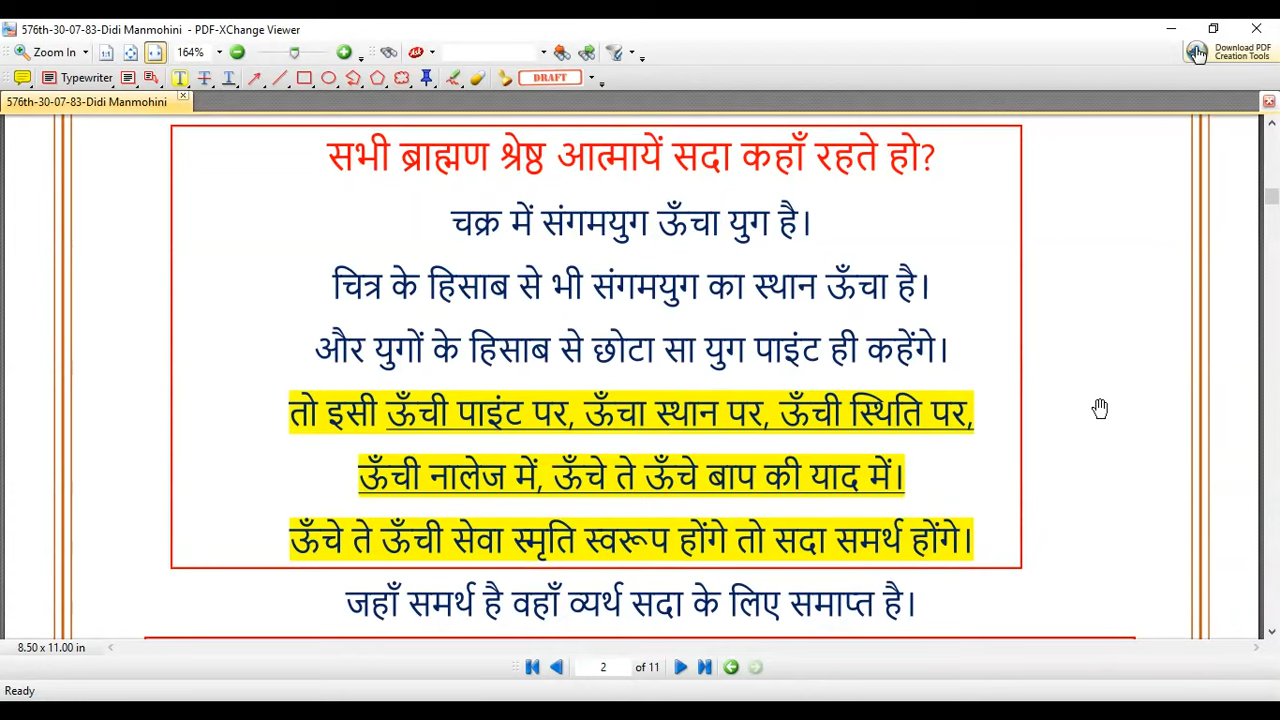 576th-30-07-83-Didi Manmohini - PDF-XChange Viewer
Zoom In
164%
Download PDF
Creation Tools
Typewriter
DRAFT
576th-30-07-83-Didi Manmohini
सभी ब्राह्मण श्रेष्ठ आत्मायें सदा कहाँ रहते हो?
चक्र में संगमयुग ऊँचा युग है।
चित्र के हिसाब से भी संगमयुग का स्थान ऊँचा है।
और युगों के हिसाब से छोटा सा युग पाइंट ही कहेंगे।
तो इसी ऊँची पाइंट पर, ऊँचा स्थान पर, ऊँची स्थिति पर,
ऊँची नालेज में, ऊँचे ते ऊँचे बाप की याद में।
ऊँचे ते ऊँची सेवा स्मृति स्वरूप होंगे तो सदा समर्थ होंगे।
जहाँ समर्थ है वहाँ व्यर्थ सदा के लिए समाप्त है।
8.50 x 11.00 in
2 of 11
Ready